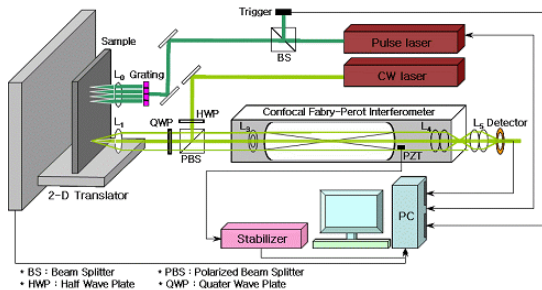 Trigger
Sample
Pulse laser
BS
L₀
Grating
CW laser
HWP
QWP
Confocal Fabry-Perot Interferometer
L₁
L₃
L₄
L₅
Detector
PBS
PZT
2-D Translator
PC
Stabilizer
* BS : Beam Splitter
* PBS : Polarized Beam Splitter
* HWP : Half Wave Plate
* QWP : Quater Wave Plate